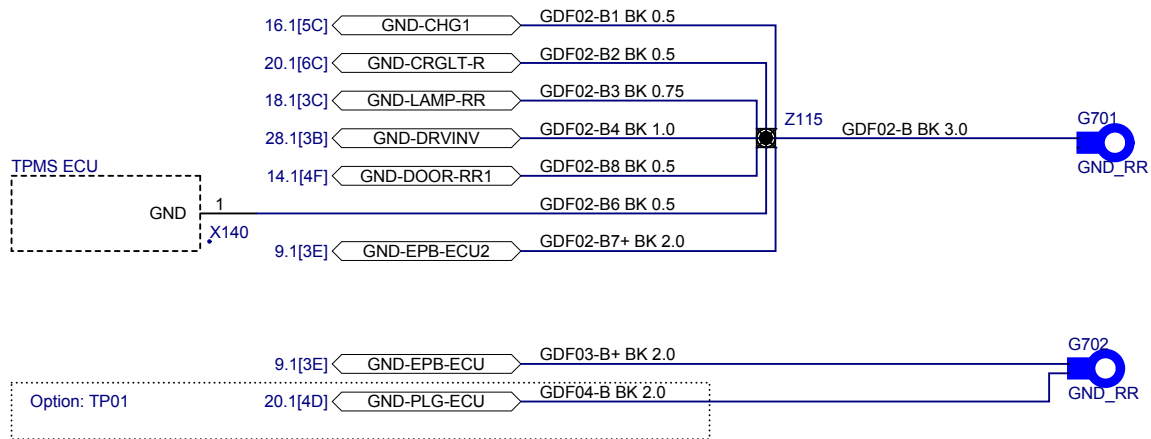 16.1[5C] GND-CHG1 GDF02-B1 BK 0.5
20.1[6C] GND-CRGLT-R GDF02-B2 BK 0.5
18.1[3C] GND-LAMP-RR GDF02-B3 BK 0.75
28.1[3B] GND-DRVINV GDF02-B4 BK 1.0 Z115 GDF02-B BK 3.0 G701
GND_RR
14.1[4F] GND-DOOR-RR1 GDF02-B8 BK 0.5
TPMS ECU
GND 1 GDF02-B6 BK 0.5
X140
9.1[3E] GND-EPB-ECU2 GDF02-B7+ BK 2.0
9.1[3E] GND-EPB-ECU GDF03-B+ BK 2.0 G702
GND_RR
Option: TP01 20.1[4D] GND-PLG-ECU GDF04-B BK 2.0